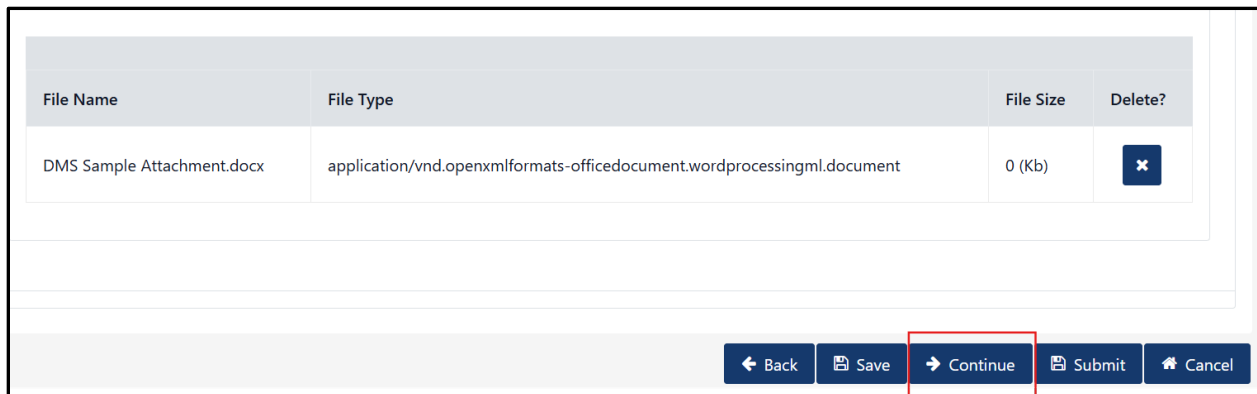 File Name File Type File Size Delete?
DMS Sample Attachment.docx application/vnd.openxmlformats-officedocument.wordprocessingml.document 0 (Kb)
Back Save Continue Submit Cancel